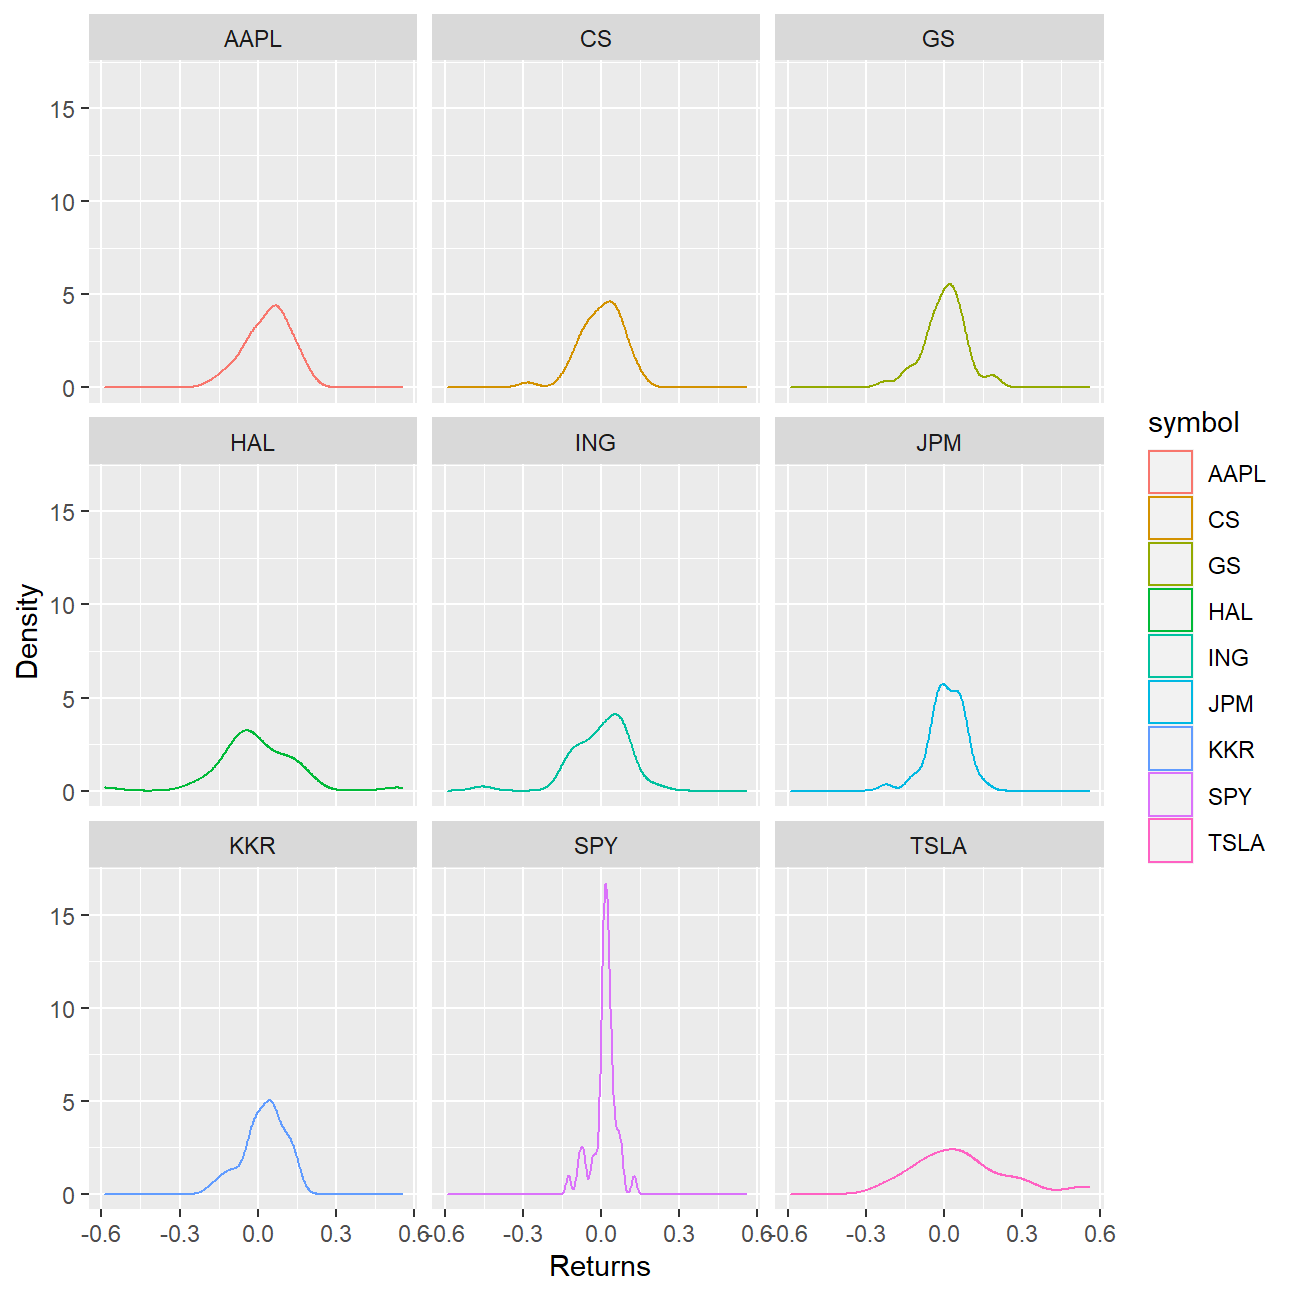 AAPL CS GS
15
10
5
0
HAL ING JPM
15
10
5
0
KKR SPY TSLA
15
10
5
0
-0.6 -0.3 0.0 0.3 0.6 -0.6 -0.3 0.0 0.3 0.6 -0.6 -0.3 0.0 0.3 0.6
Returns
Density
symbol
AAPL
CS
GS
HAL
ING
JPM
KKR
SPY
TSLA